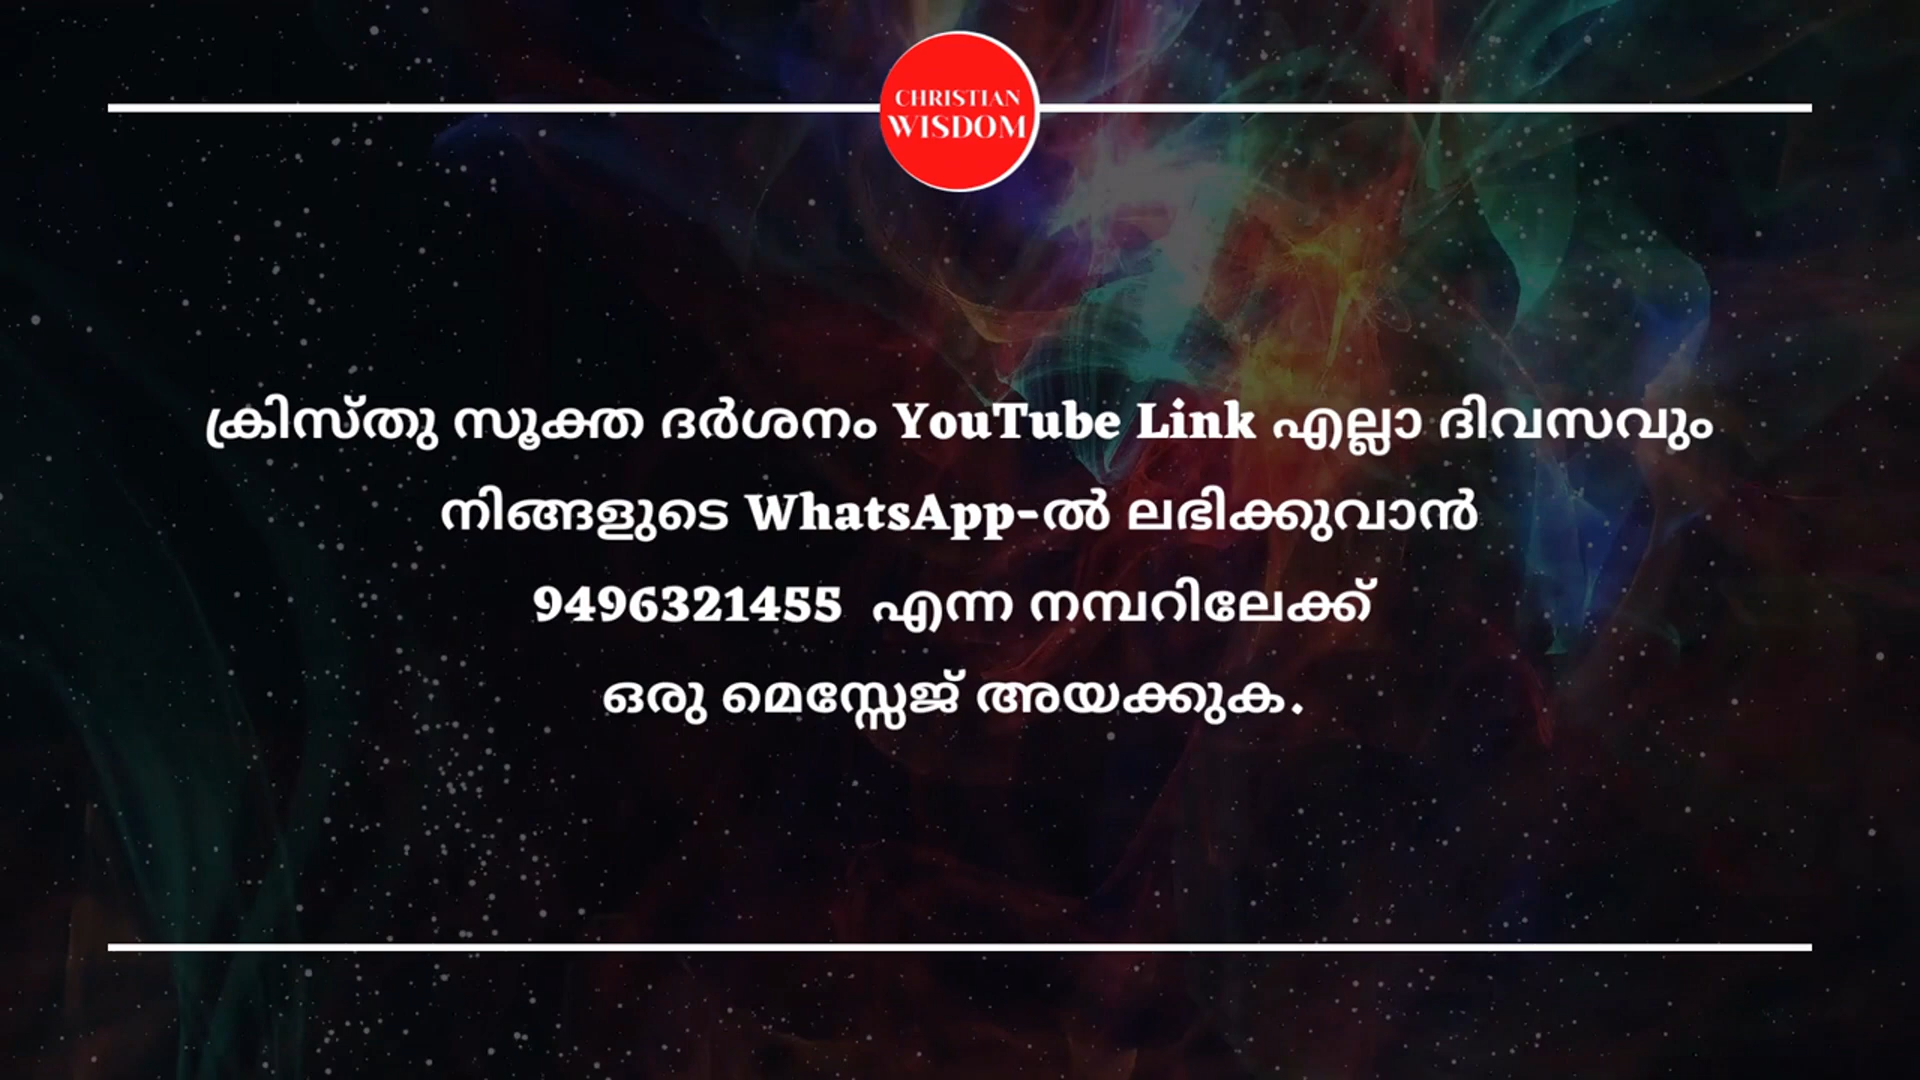 CHRISTIAN
WISDOM
ക്രിസ്തു സൂക്ത ദർശനം YouTube Link എല്ലാ ദിവസവും
നിങ്ങളുടെ WhatsApp-ൽ ലഭിക്കുവാൻ
9496321455 എന്ന നമ്പറിലേക്ക്
ഒരു മെസ്സേജ് അയക്കുക.